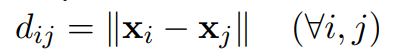 d_{ij} = ‖𝐱_i − 𝐱_j‖ (∀i, j)